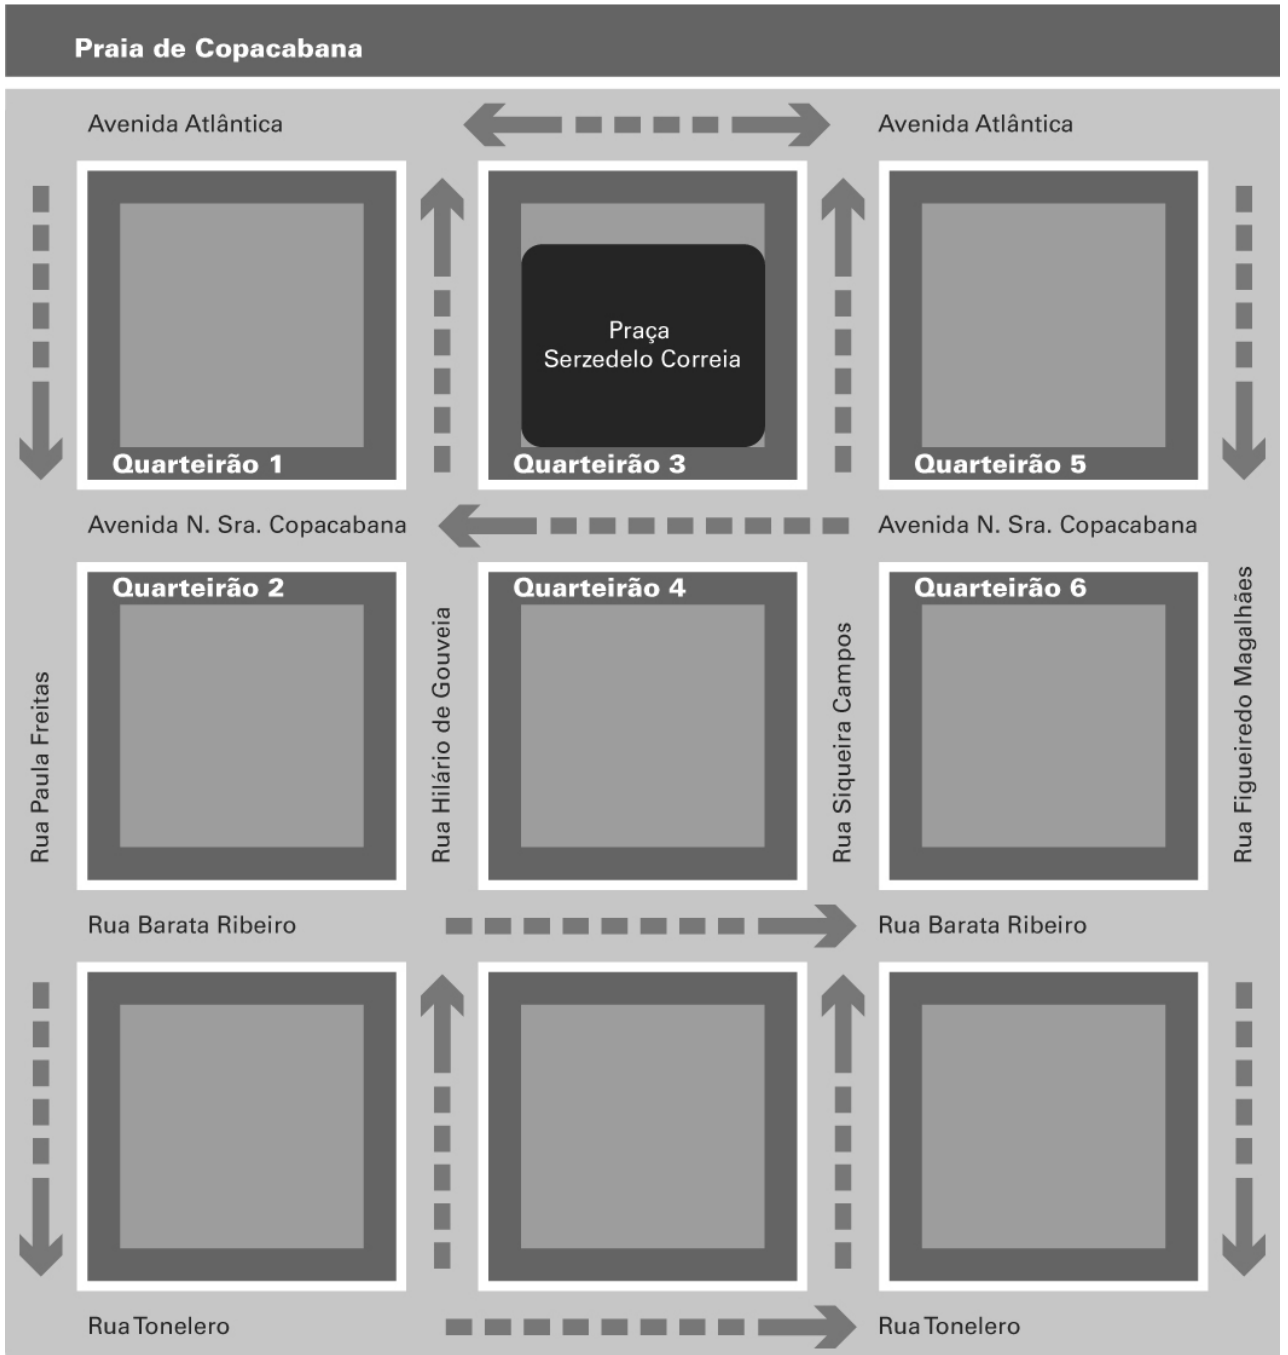 Praia de Copacabana
Avenida Atlântica
Avenida Atlântica
Praça
Serzedelo Correia
Quarteirão 1
Quarteirão 3
Quarteirão 5
Avenida N. Sra. Copacabana
Avenida N. Sra. Copacabana
Quarteirão 2
Quarteirão 4
Quarteirão 6
Rua Paula Freitas
Rua Hilário de Gouveia
Rua Siqueira Campos
Rua Figueiredo Magalhães
Rua Barata Ribeiro
Rua Barata Ribeiro
Rua Tonelero
Rua Tonelero